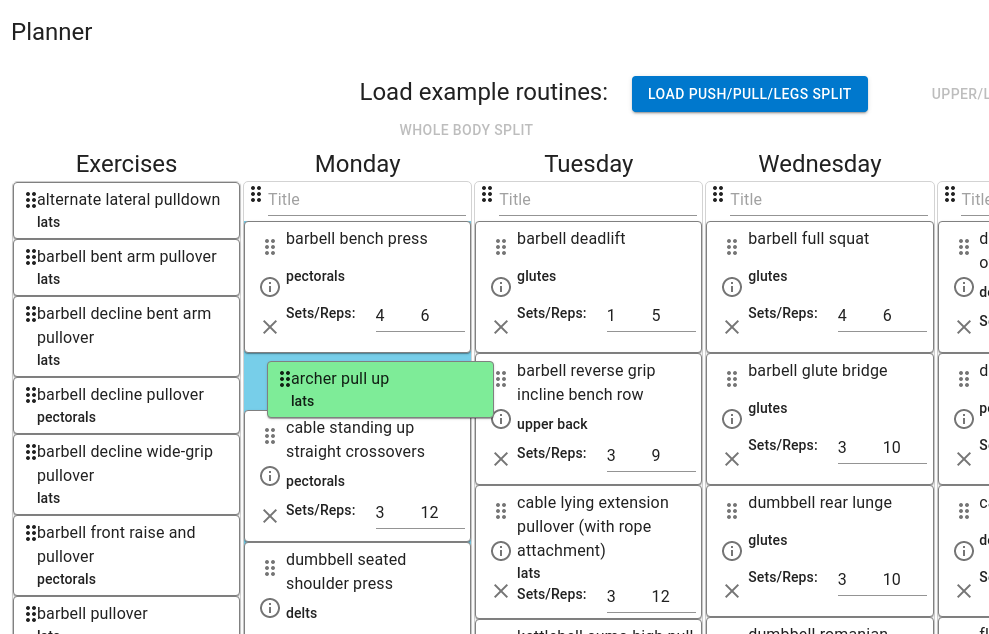 Planner
Load example routines:
LOAD PUSH/PULL/LEGS SPLIT
UPPER/L
WHOLE BODY SPLIT
Exercises
alternate lateral pulldown
lats
barbell bent arm pullover
lats
barbell decline bent arm
pullover
lats
barbell decline pullover
pectorals
barbell decline wide-grip
pullover
lats
barbell front raise and
pullover
pectorals
barbell pullover
lats
Monday
Title
barbell bench press
pectorals
Sets/Reps: 4 6
archer pull up
lats
cable standing up
straight crossovers
pectorals
Sets/Reps: 3 12
dumbbell seated
shoulder press
delts
Tuesday
Title
barbell deadlift
glutes
Sets/Reps: 1 5
barbell reverse grip
incline bench row
upper back
Sets/Reps: 3 9
cable lying extension
pullover (with rope
attachment)
lats
Sets/Reps: 3 12
Wednesday
Title
barbell full squat
glutes
Sets/Reps: 4 6
barbell glute bridge
glutes
Sets/Reps: 3 10
dumbbell rear lunge
glutes
Sets/Reps: 3 10
dumbbell romanian
Title